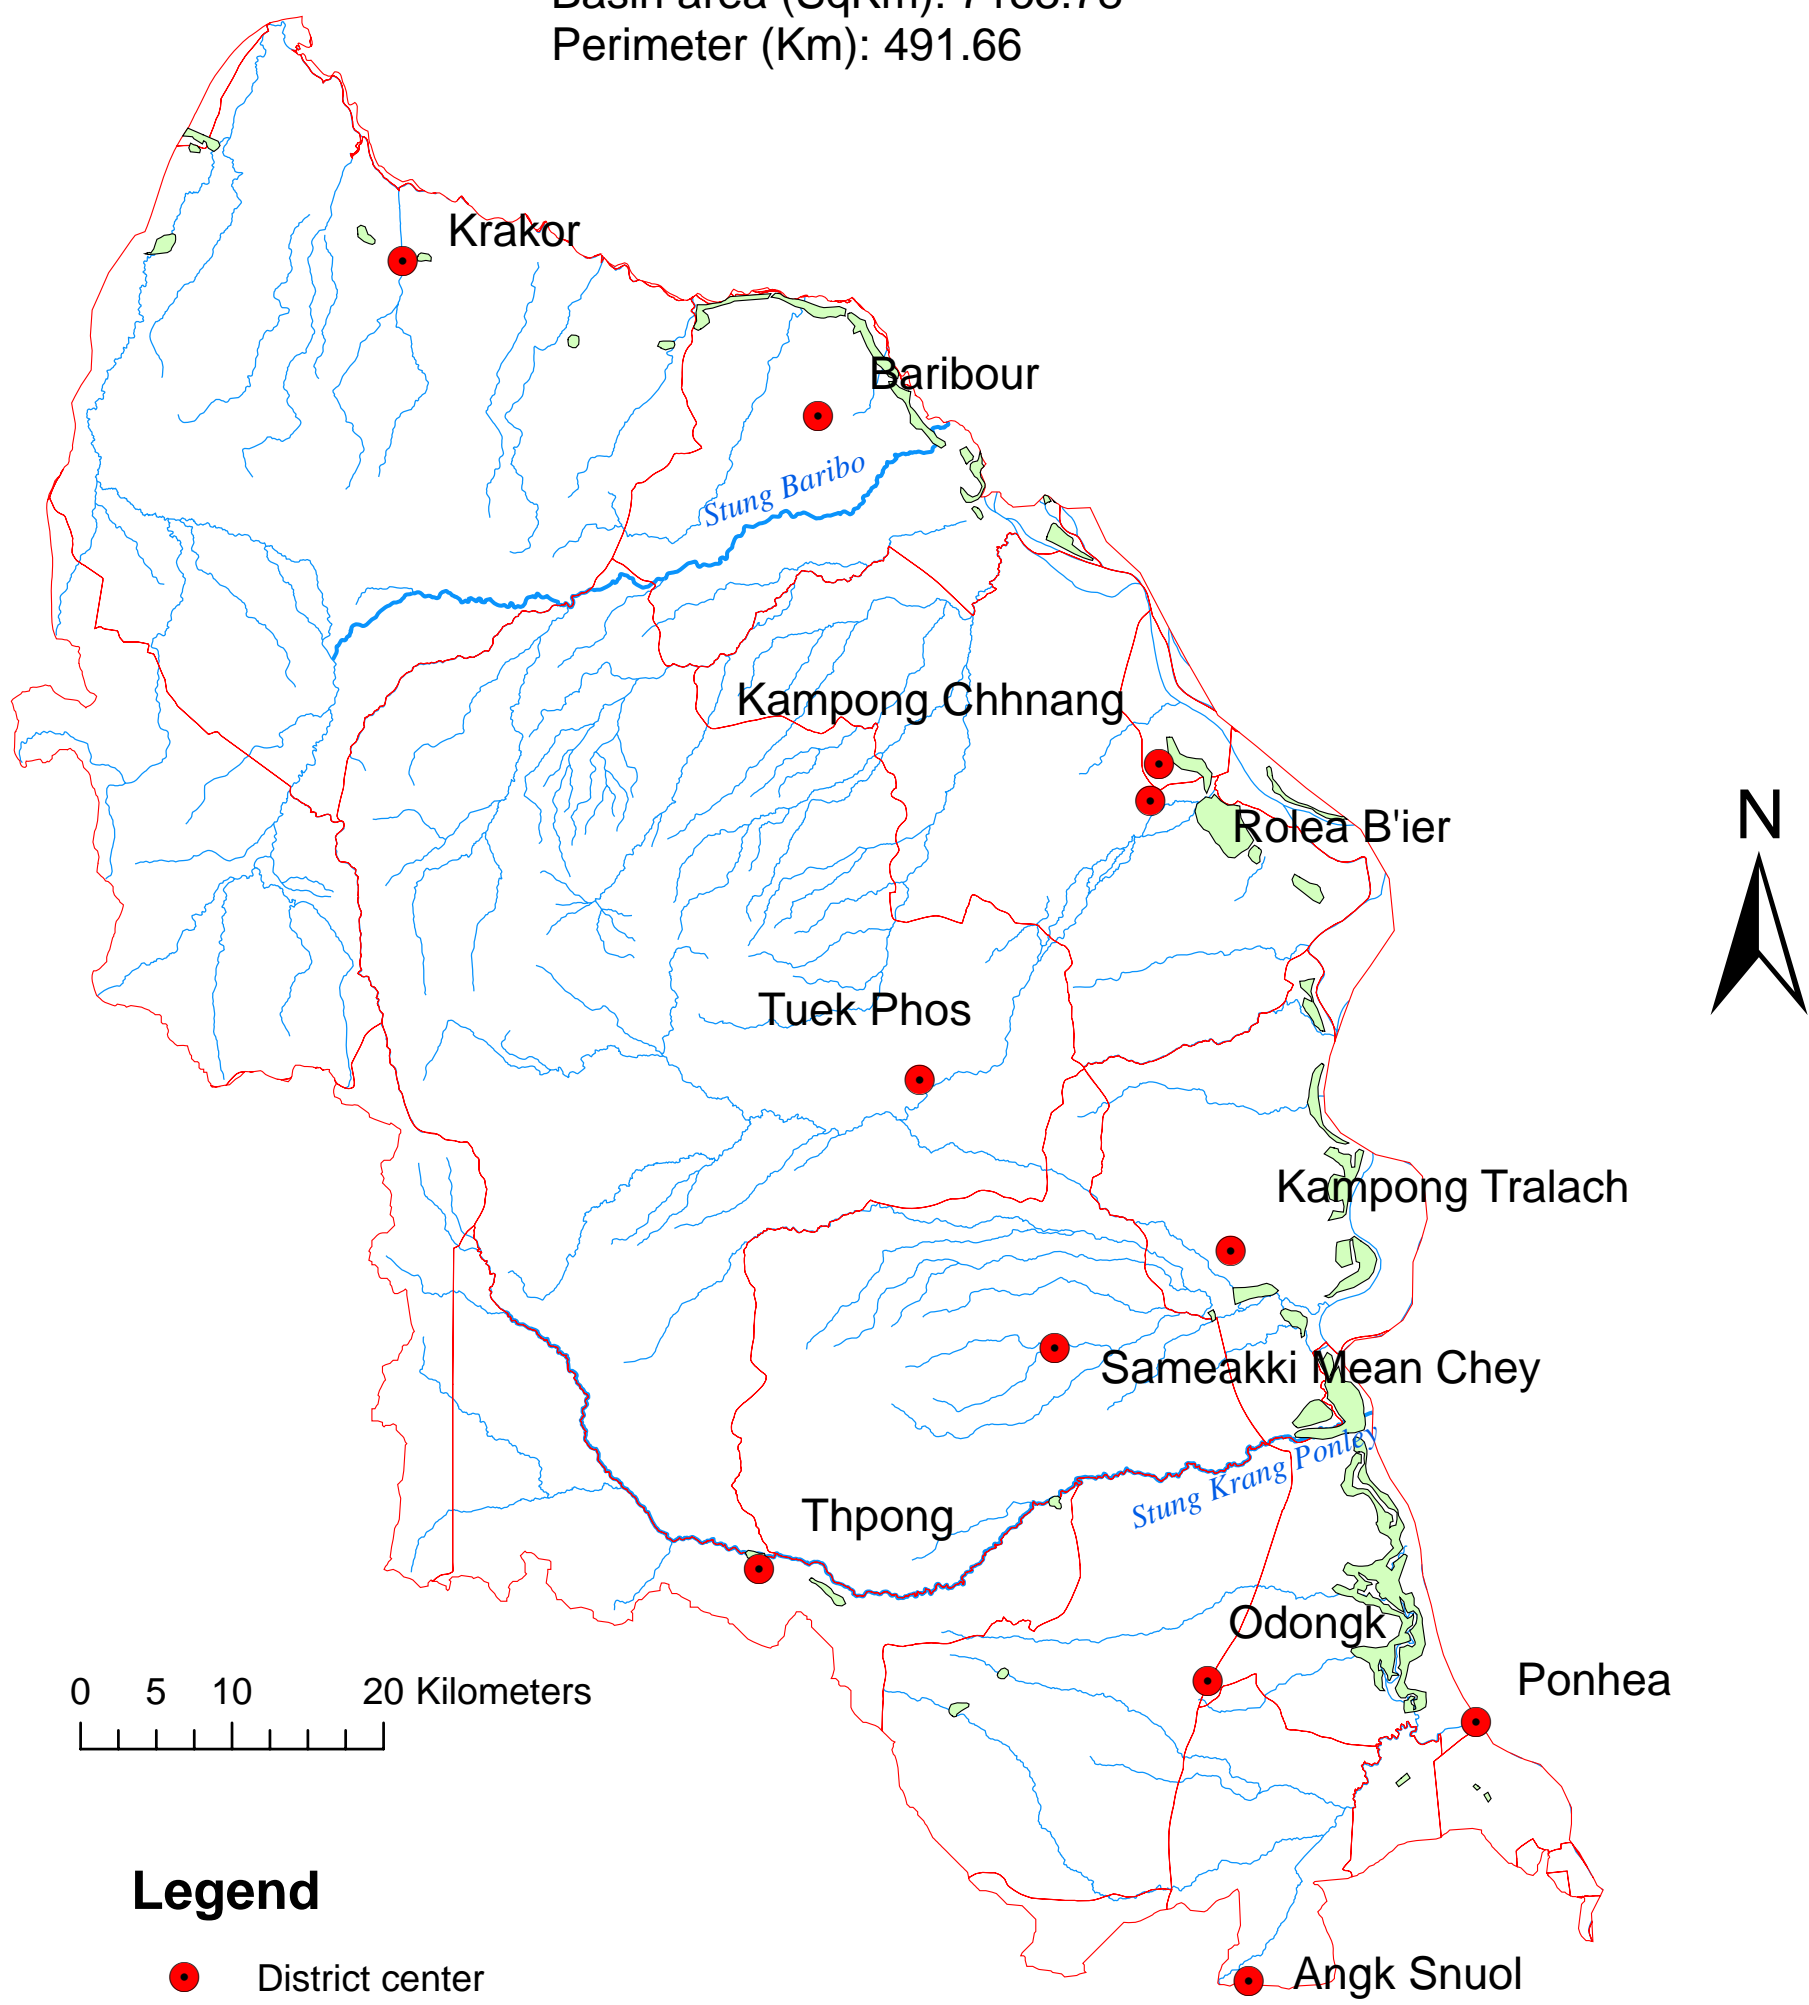 Perimeter (Km): 491.66
Krakor
Baribour
Stung Baribo
Kampong Chhnang
Rolea B'ier
N
Tuek Phos
Kampong Tralach
Sameakki Mean Chey
Stung Krang Ponley
Thpong
Odongk
Ponhea
0 5 10 20 Kilometers
Legend
District center
Angk Snuol